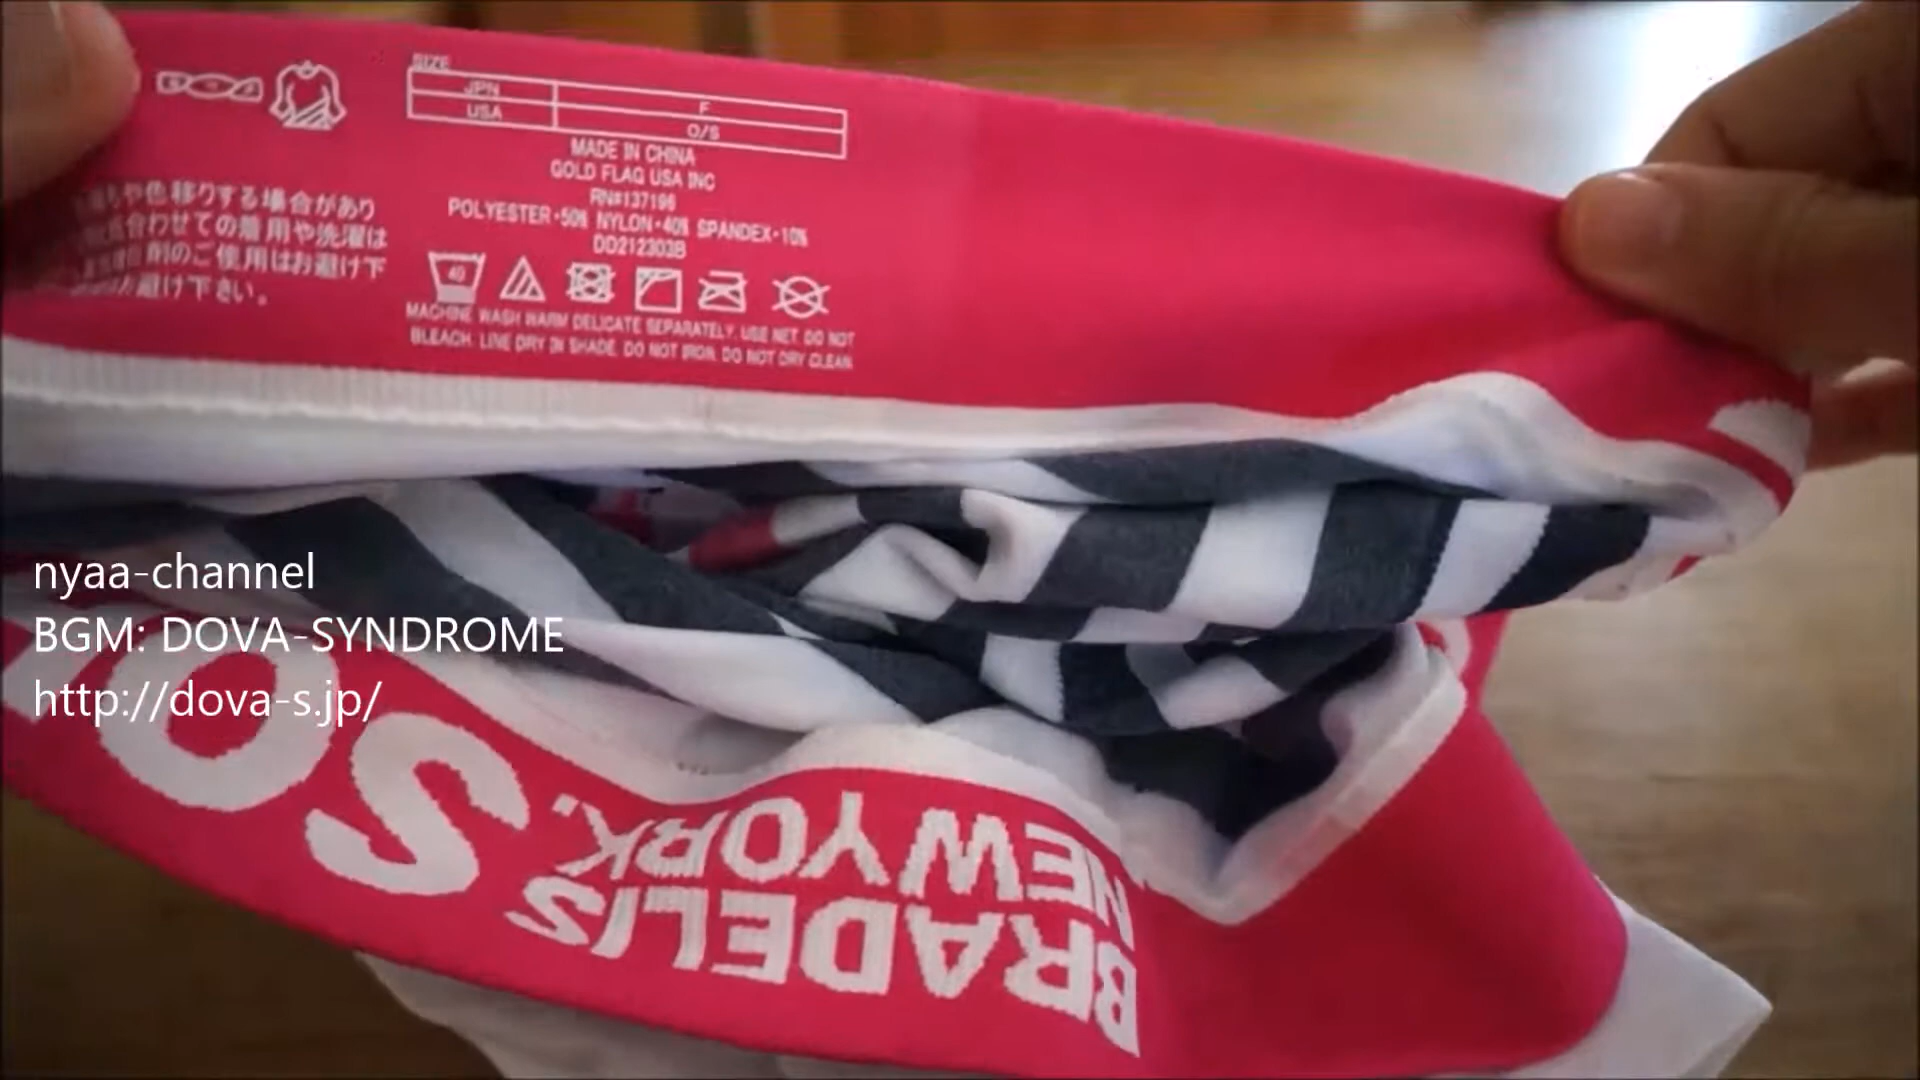 SIZE
JPN F
USA O/S
MADE IN CHINA
GOLD FLAG USA INC
RN#137196
POLYESTER・50% NYLON・40% SPANDEX・10%
DD212303B
40
MACHINE WASH WARM DELICATE SEPARATELY. USE NET. DO NOT
BLEACH. LINE DRY IN SHADE. DO NOT IRON. DO NOT DRY CLEAN.
や色移りする場合があり
合わせての着用や洗濯は
剤のご使用はお避け下
お避け下さい。
nyaa-channel
BGM: DOVA-SYNDROME
http://dova-s.jp/
BRADELIS
NEW YORK.
SO